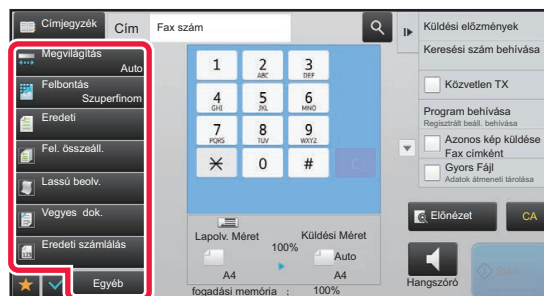 Címjegyzék
Cím
Fax szám
Megvilágítás
Auto
Felbontás
Szuperfinom
Eredeti
Fel. összeáll.
Lassú beolv.
Vegyes dok.
Eredeti számlálás
Egyéb
1
2
ABC
3
DEF
4
GHI
5
JKL
6
MNO
7
PQRS
8
TUV
9
WXYZ
0
#
C
Lapolv. Méret
100%
Küldési Méret
Auto
A4
A4
fogadási memória : 100%
Küldési előzmények
Keresési szám behívása
Közvetlen TX
Program behívása
Regisztrált beáll. behívása
Azonos kép küldése
Fax címként
Gyors Fájl
Adatok átmeneti tárolása
Előnézet
CA
Hangszóró
Start